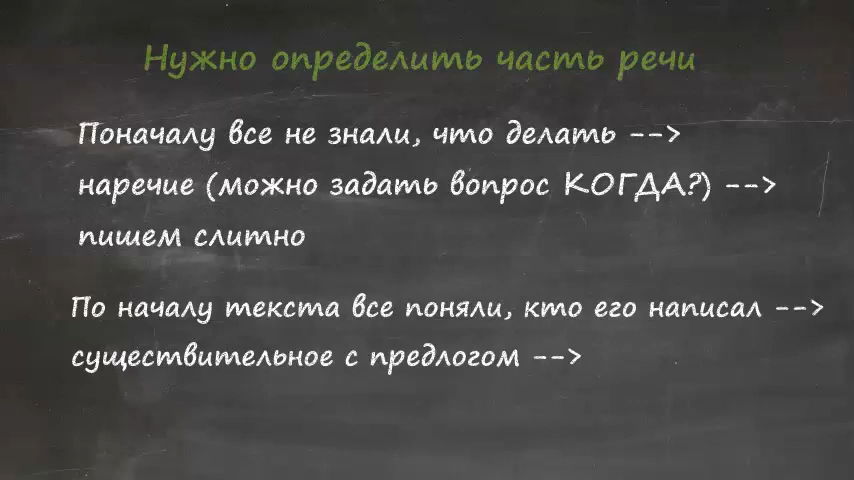 Нужно определить часть речи
Поначалу все не знали, что делать -->
наречие (можно задать вопрос КОГДА?) -->
пишем слитно
По началу текста все поняли, кто его написал -->
существительное с предлогом -->